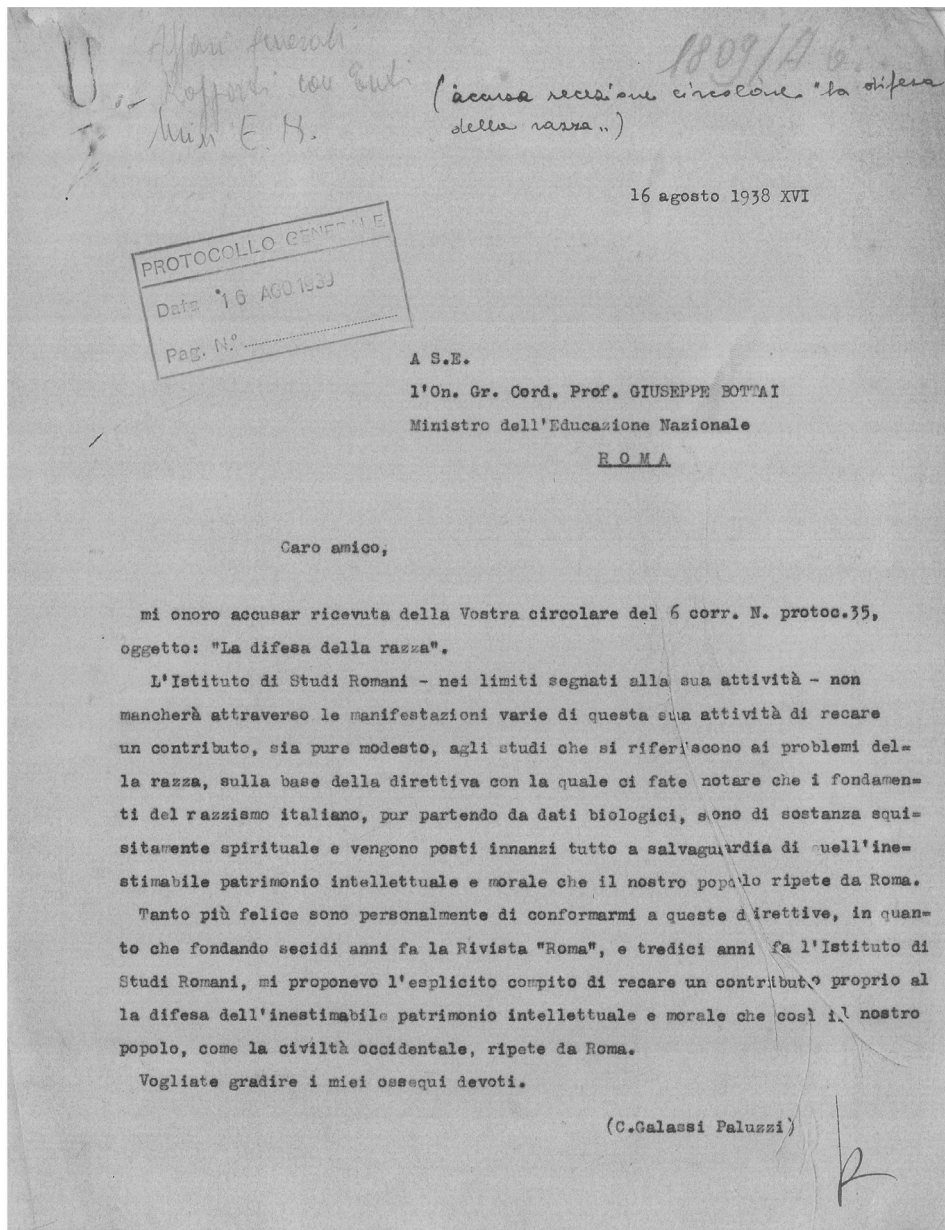 U.
Affari Generali
Rapporti con Enti
Min E. N.
1809/A 6.
(accusa recezione circolare "la difesa
della razza„)
16 agosto 1938 XVI
PROTOCOLLO GENERALE
Data 16 AGO.193
Pag. N.º
A S.E.
l'On. Gr. Cord. Prof. GIUSEPPE BOTTAI
Ministro dell'Educazione Nazionale
R O M A
Caro amico,
mi onoro accusar ricevuta della Vostra circolare del 6 corr. N. protoc.35,
oggetto: "La difesa della razza".
L'Istituto di Studi Romani - nei limiti segnati alla sua attività - non
mancherà attraverso le manifestazioni varie di questa sua attività di recare
un contributo, sia pure modesto, agli studi che si riferiscono ai problemi del=
la razza, sulla base della direttiva con la quale ci fate notare che i fondamen=
ti del razzismo italiano, pur partendo da dati biologici, sono di sostanza squi=
sitamente spirituale e vengono posti innanzi tutto a salvaguardia di quell'ine=
stimabile patrimonio intellettuale e morale che il nostro popolo ripete da Roma.
Tanto più felice sono personalmente di conformarmi a queste direttive, in quan=
to che fondando secidi anni fa la Rivista "Roma", e tredici anni fa l'Istituto di
Studi Romani, mi proponevo l'esplicito compito di recare un contributo proprio al
la difesa dell'inestimabile patrimonio intellettuale e morale che così il nostro
popolo, come la civiltà occidentale, ripete da Roma.
Vogliate gradire i miei ossequi devoti.
(C.Galassi Paluzzi)